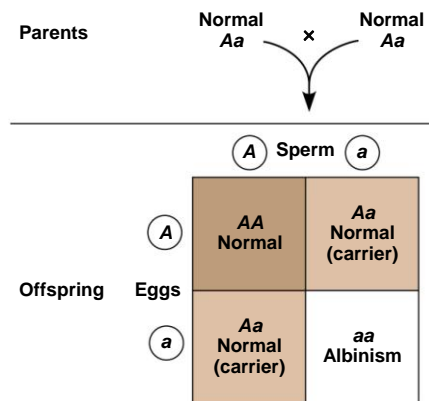 Parents
Normal × Normal
Aa Aa
A Sperm a
A
AA
Normal
Aa
Normal
(carrier)
Offspring Eggs
a
Aa
Normal
(carrier)
aa
Albinism